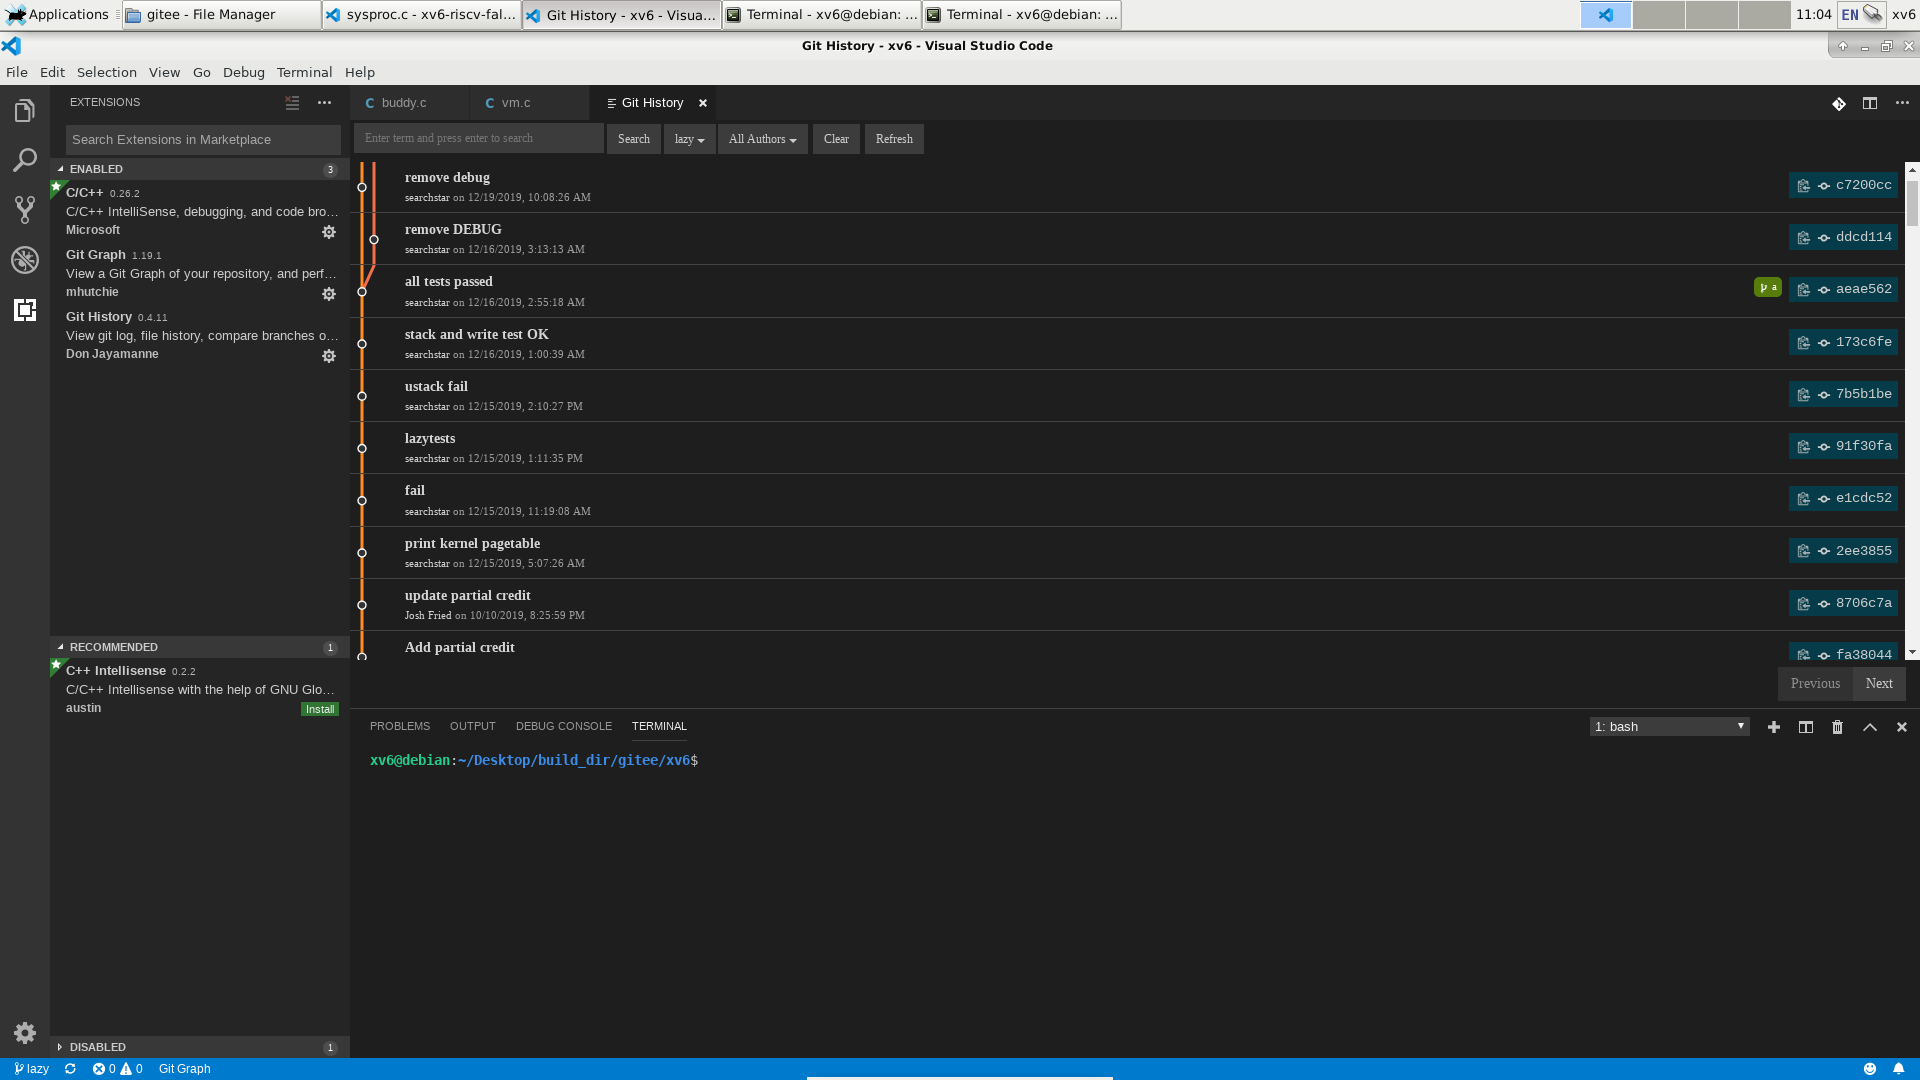 Applications
gitee - File Manager
sysproc.c - xv6-riscv-fal...
Git History - xv6 - Visua...
Terminal - xv6@debian: ...
Terminal - xv6@debian: ...
11:04
EN
xv6
Git History - xv6 - Visual Studio Code
File Edit Selection View Go Debug Terminal Help
EXTENSIONS
Search Extensions in Marketplace
ENABLED 3
C/C++ 0.26.2
C/C++ IntelliSense, debugging, and code bro...
Microsoft
Git Graph 1.19.1
View a Git Graph of your repository, and perf...
mhutchie
Git History 0.4.11
View git log, file history, compare branches o...
Don Jayamanne
RECOMMENDED 1
C++ Intellisense 0.2.2
C/C++ Intellisense with the help of GNU Glo...
austin
Install
DISABLED 1
buddy.c
vm.c
Git History
Enter term and press enter to search
Search
lazy
All Authors
Clear
Refresh
remove debug
searchstar on 12/19/2019, 10:08:26 AM
c7200cc
remove DEBUG
searchstar on 12/16/2019, 3:13:13 AM
ddcd114
all tests passed
searchstar on 12/16/2019, 2:55:18 AM
a
aeae562
stack and write test OK
searchstar on 12/16/2019, 1:00:39 AM
173c6fe
ustack fail
searchstar on 12/15/2019, 2:10:27 PM
7b5b1be
lazytests
searchstar on 12/15/2019, 1:11:35 PM
91f30fa
fail
searchstar on 12/15/2019, 11:19:08 AM
e1cdc52
print kernel pagetable
searchstar on 12/15/2019, 5:07:26 AM
2ee3855
update partial credit
Josh Fried on 10/10/2019, 8:25:59 PM
8706c7a
Add partial credit
fa38044
Previous
Next
PROBLEMS OUTPUT DEBUG CONSOLE TERMINAL
1: bash
xv6@debian:~/Desktop/build_dir/gitee/xv6$
lazy
0
0
Git Graph